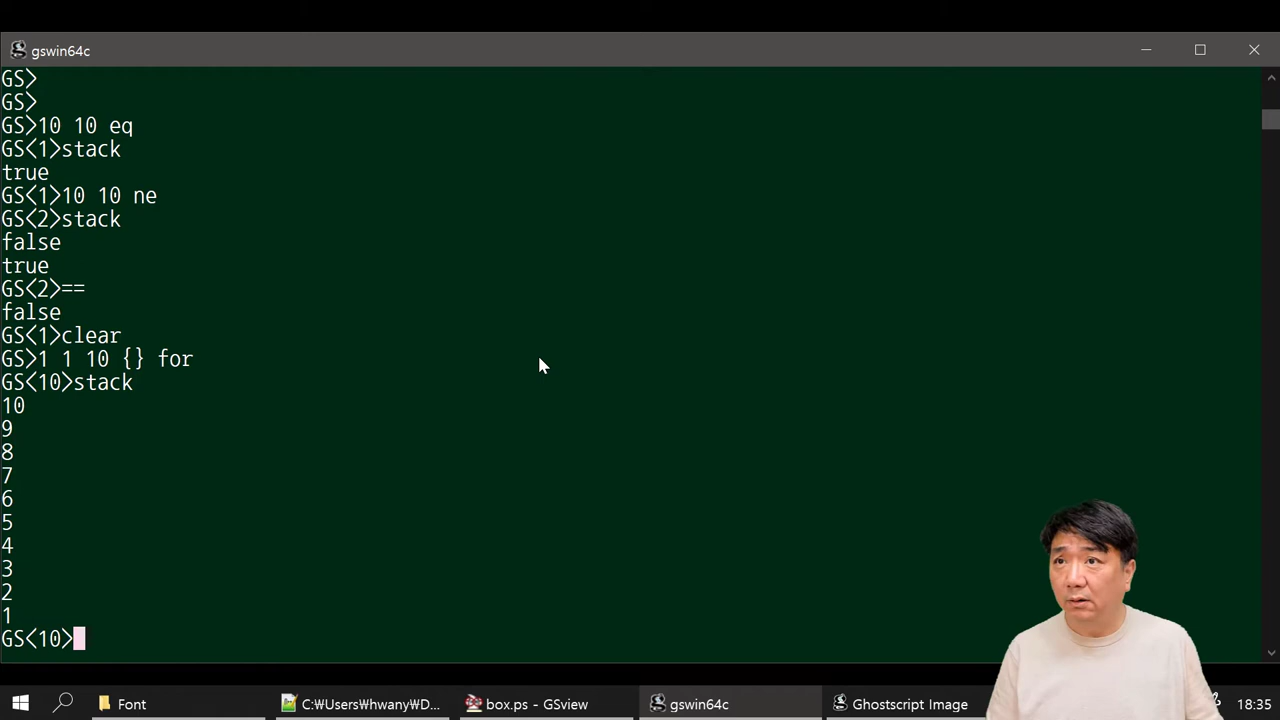 gswin64c
GS>
GS>
GS>10 10 eq
GS<1>stack
true
GS<1>10 10 ne
GS<2>stack
false
true
GS<2>==
false
GS<1>clear
GS>1 1 10 {} for
GS<10>stack
10
9
8
7
6
5
4
3
2
1
GS<10>
Font
C:\Users₩hwany₩D...
box.ps - GSview
gswin64c
Ghostscript Image
18:35